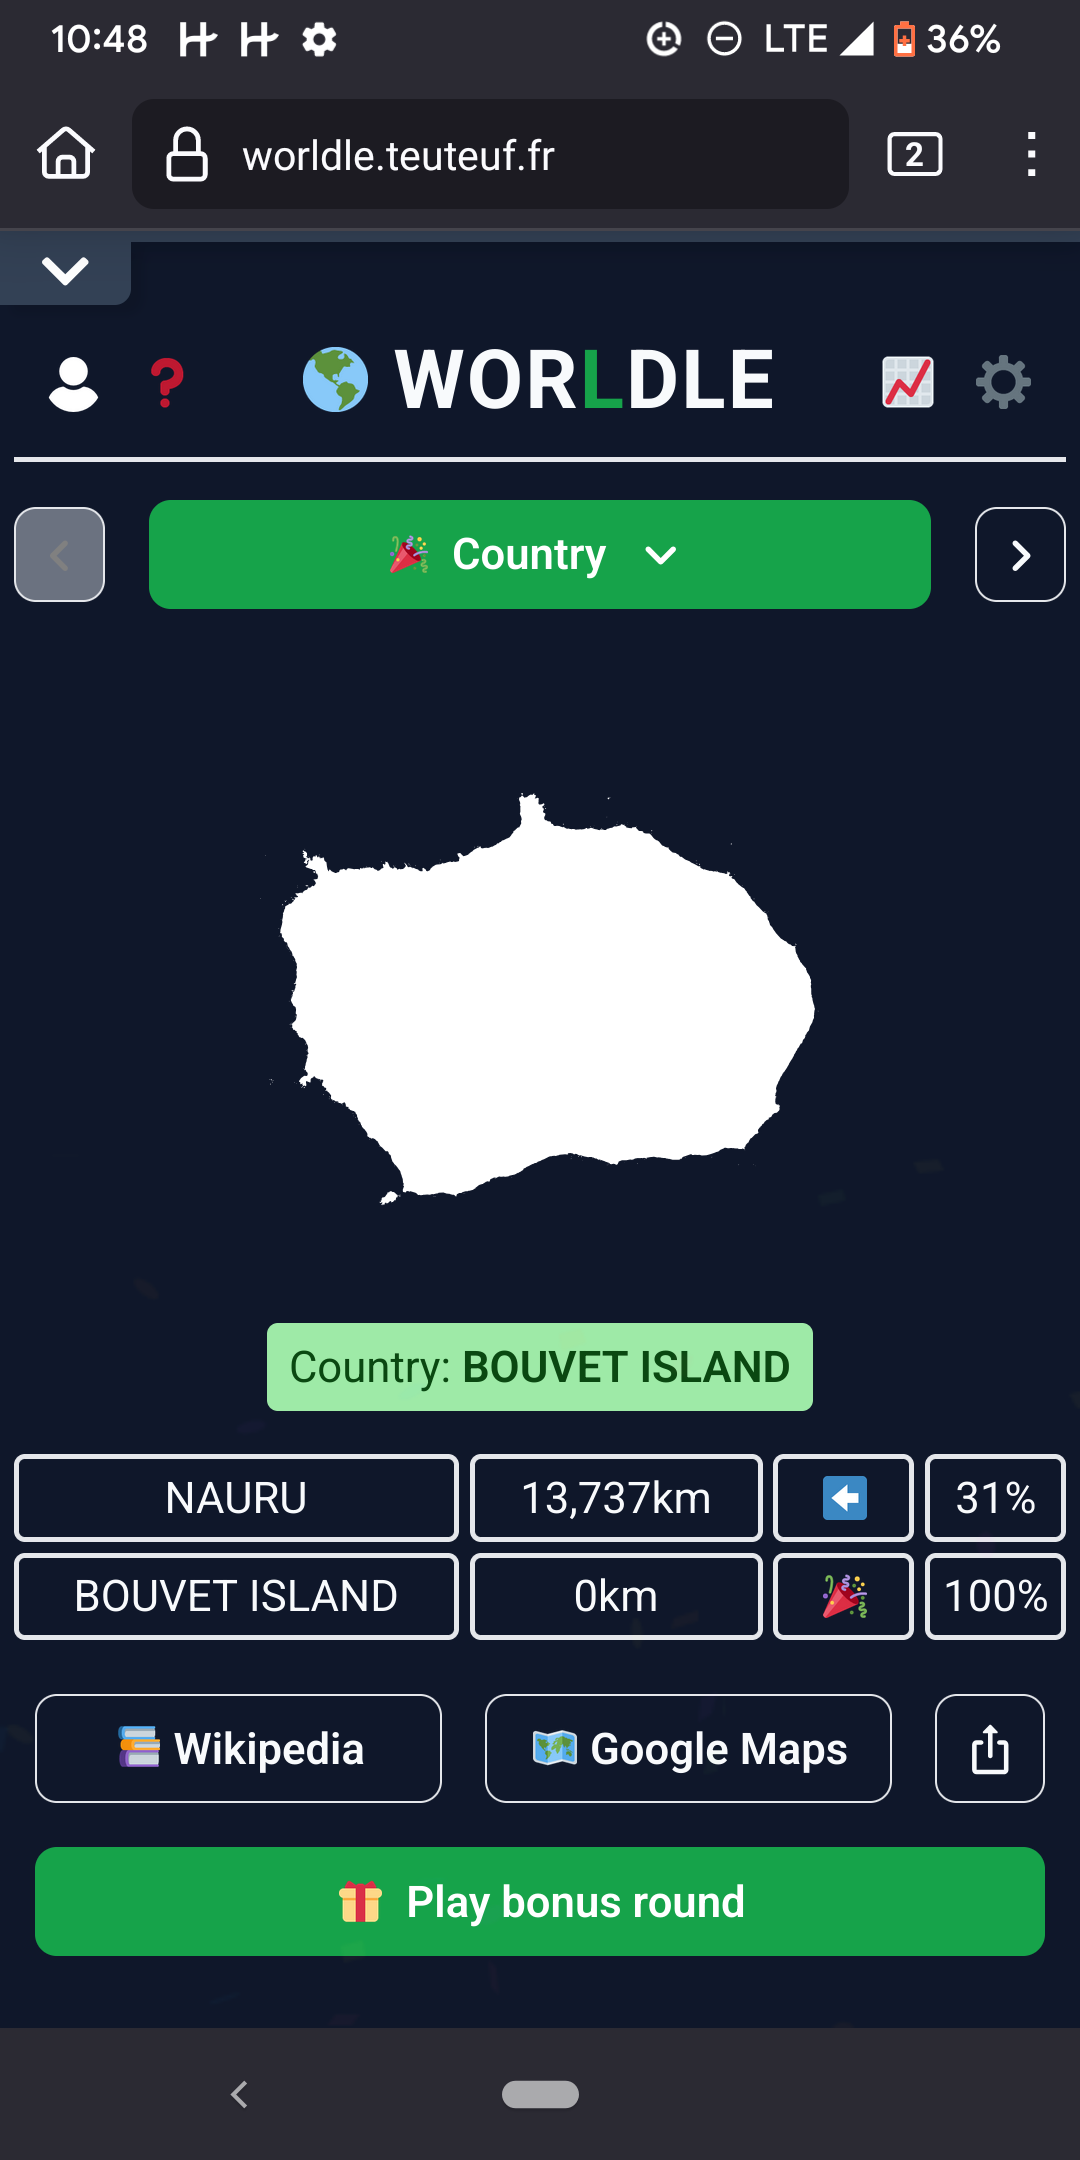 10:48 LTE 36%
worldle.teuteuf.fr 2
WORLDLE
Country
Country: BOUVET ISLAND
NAURU 13,737km 31%
BOUVET ISLAND 0km 100%
Wikipedia Google Maps
Play bonus round